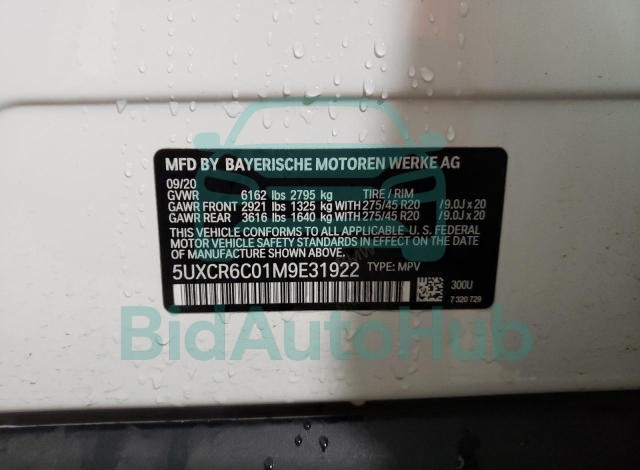 MFD BY BAYERISCHE MOTOREN WERKE AG
09/20
GVWR 6162 lbs 2795 kg TIRE / RIM
GAWR FRONT 2921 lbs 1325 kg WITH 275/45 R20 /9.0J x 20
GAWR REAR 3616 lbs 1640 kg WITH 275/45 R20 /9.0J x 20
THIS VEHICLE CONFORMS TO ALL APPLICABLE U.S. FEDERAL
MOTOR VEHICLE SAFETY STANDARDS IN EFFECT ON THE DATE
OF MANUFACTURE SHOWN ABOVE.
5UXCR6C01M9E31922 TYPE: MPV
300U
7 320 729
BidAutoHub